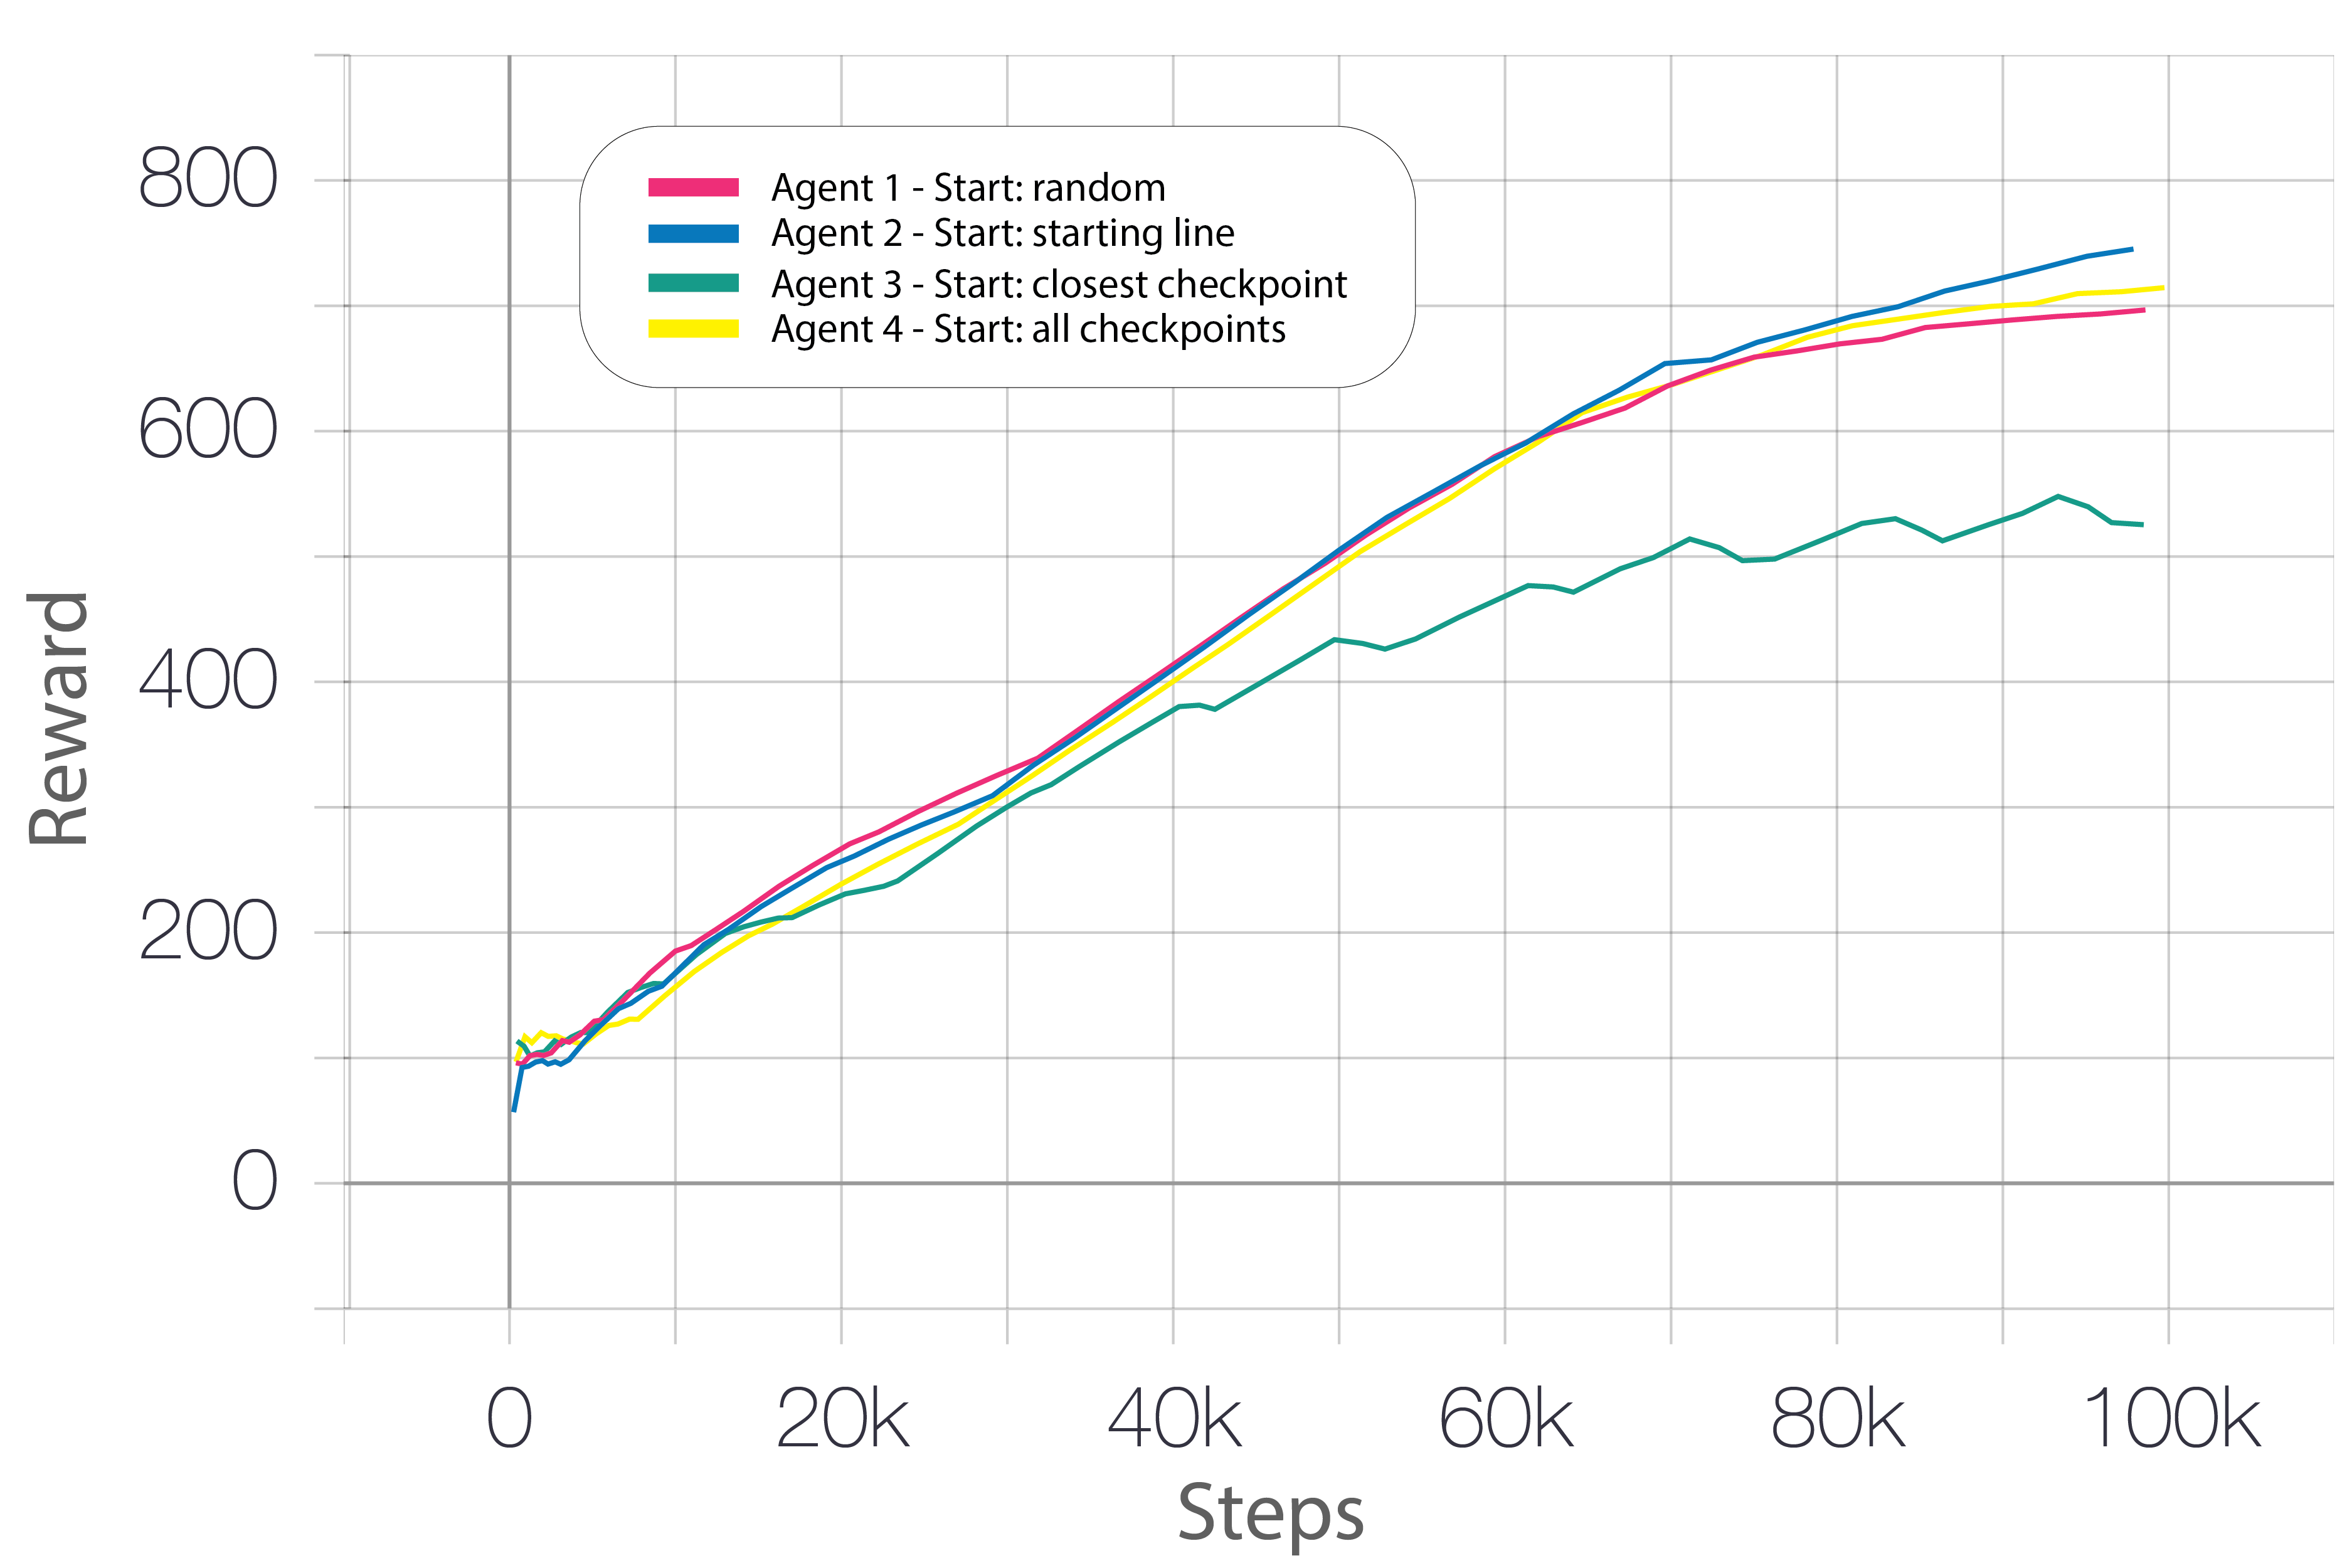 800
600
400
200
0
Reward
Agent 1 - Start: random
Agent 2 - Start: starting line
Agent 3 - Start: closest checkpoint
Agent 4 - Start: all checkpoints
0 20k 40k 60k 80k 100k
Steps